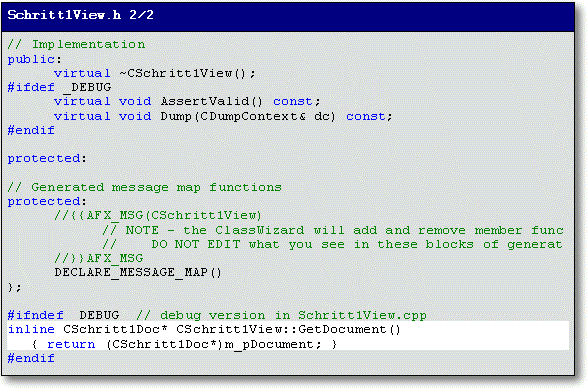 Schritt1View.h 2/2
// Implementation
public:
virtual ~CSchritt1View();
#ifdef _DEBUG
virtual void AssertValid() const;
virtual void Dump(CDumpContext& dc) const;
#endif
protected:
// Generated message map functions
protected:
//{{AFX_MSG(CSchritt1View)
// NOTE - the ClassWizard will add and remove member func
// DO NOT EDIT what you see in these blocks of generat
//}}AFX_MSG
DECLARE_MESSAGE_MAP()
};
#ifndef _DEBUG // debug version in Schritt1View.cpp
inline CSchritt1Doc* CSchritt1View::GetDocument()
{ return (CSchritt1Doc*)m_pDocument; }
#endif